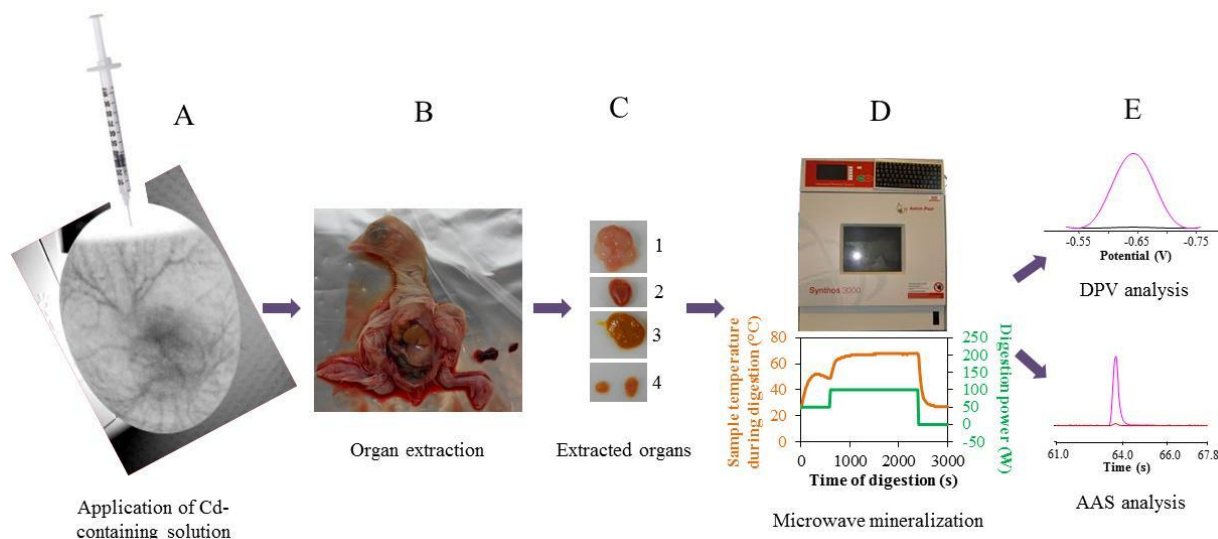 A
B
C
D
E
1
2
3
4
Application of Cd-
containing solution
Organ extraction
Extracted organs
Anton Paar
Synthos 3000
Sample temperature
during digestion (°C)
80
60
40
20
0
250
200
150
100
50
0
-50
Digestion power (W)
0 1000 2000 3000
Time of digestion (s)
Microwave mineralization
-0.55 -0.65 -0.75
Potential (V)
DPV analysis
61.0 64.0 66.0 67.8
Time (s)
AAS analysis